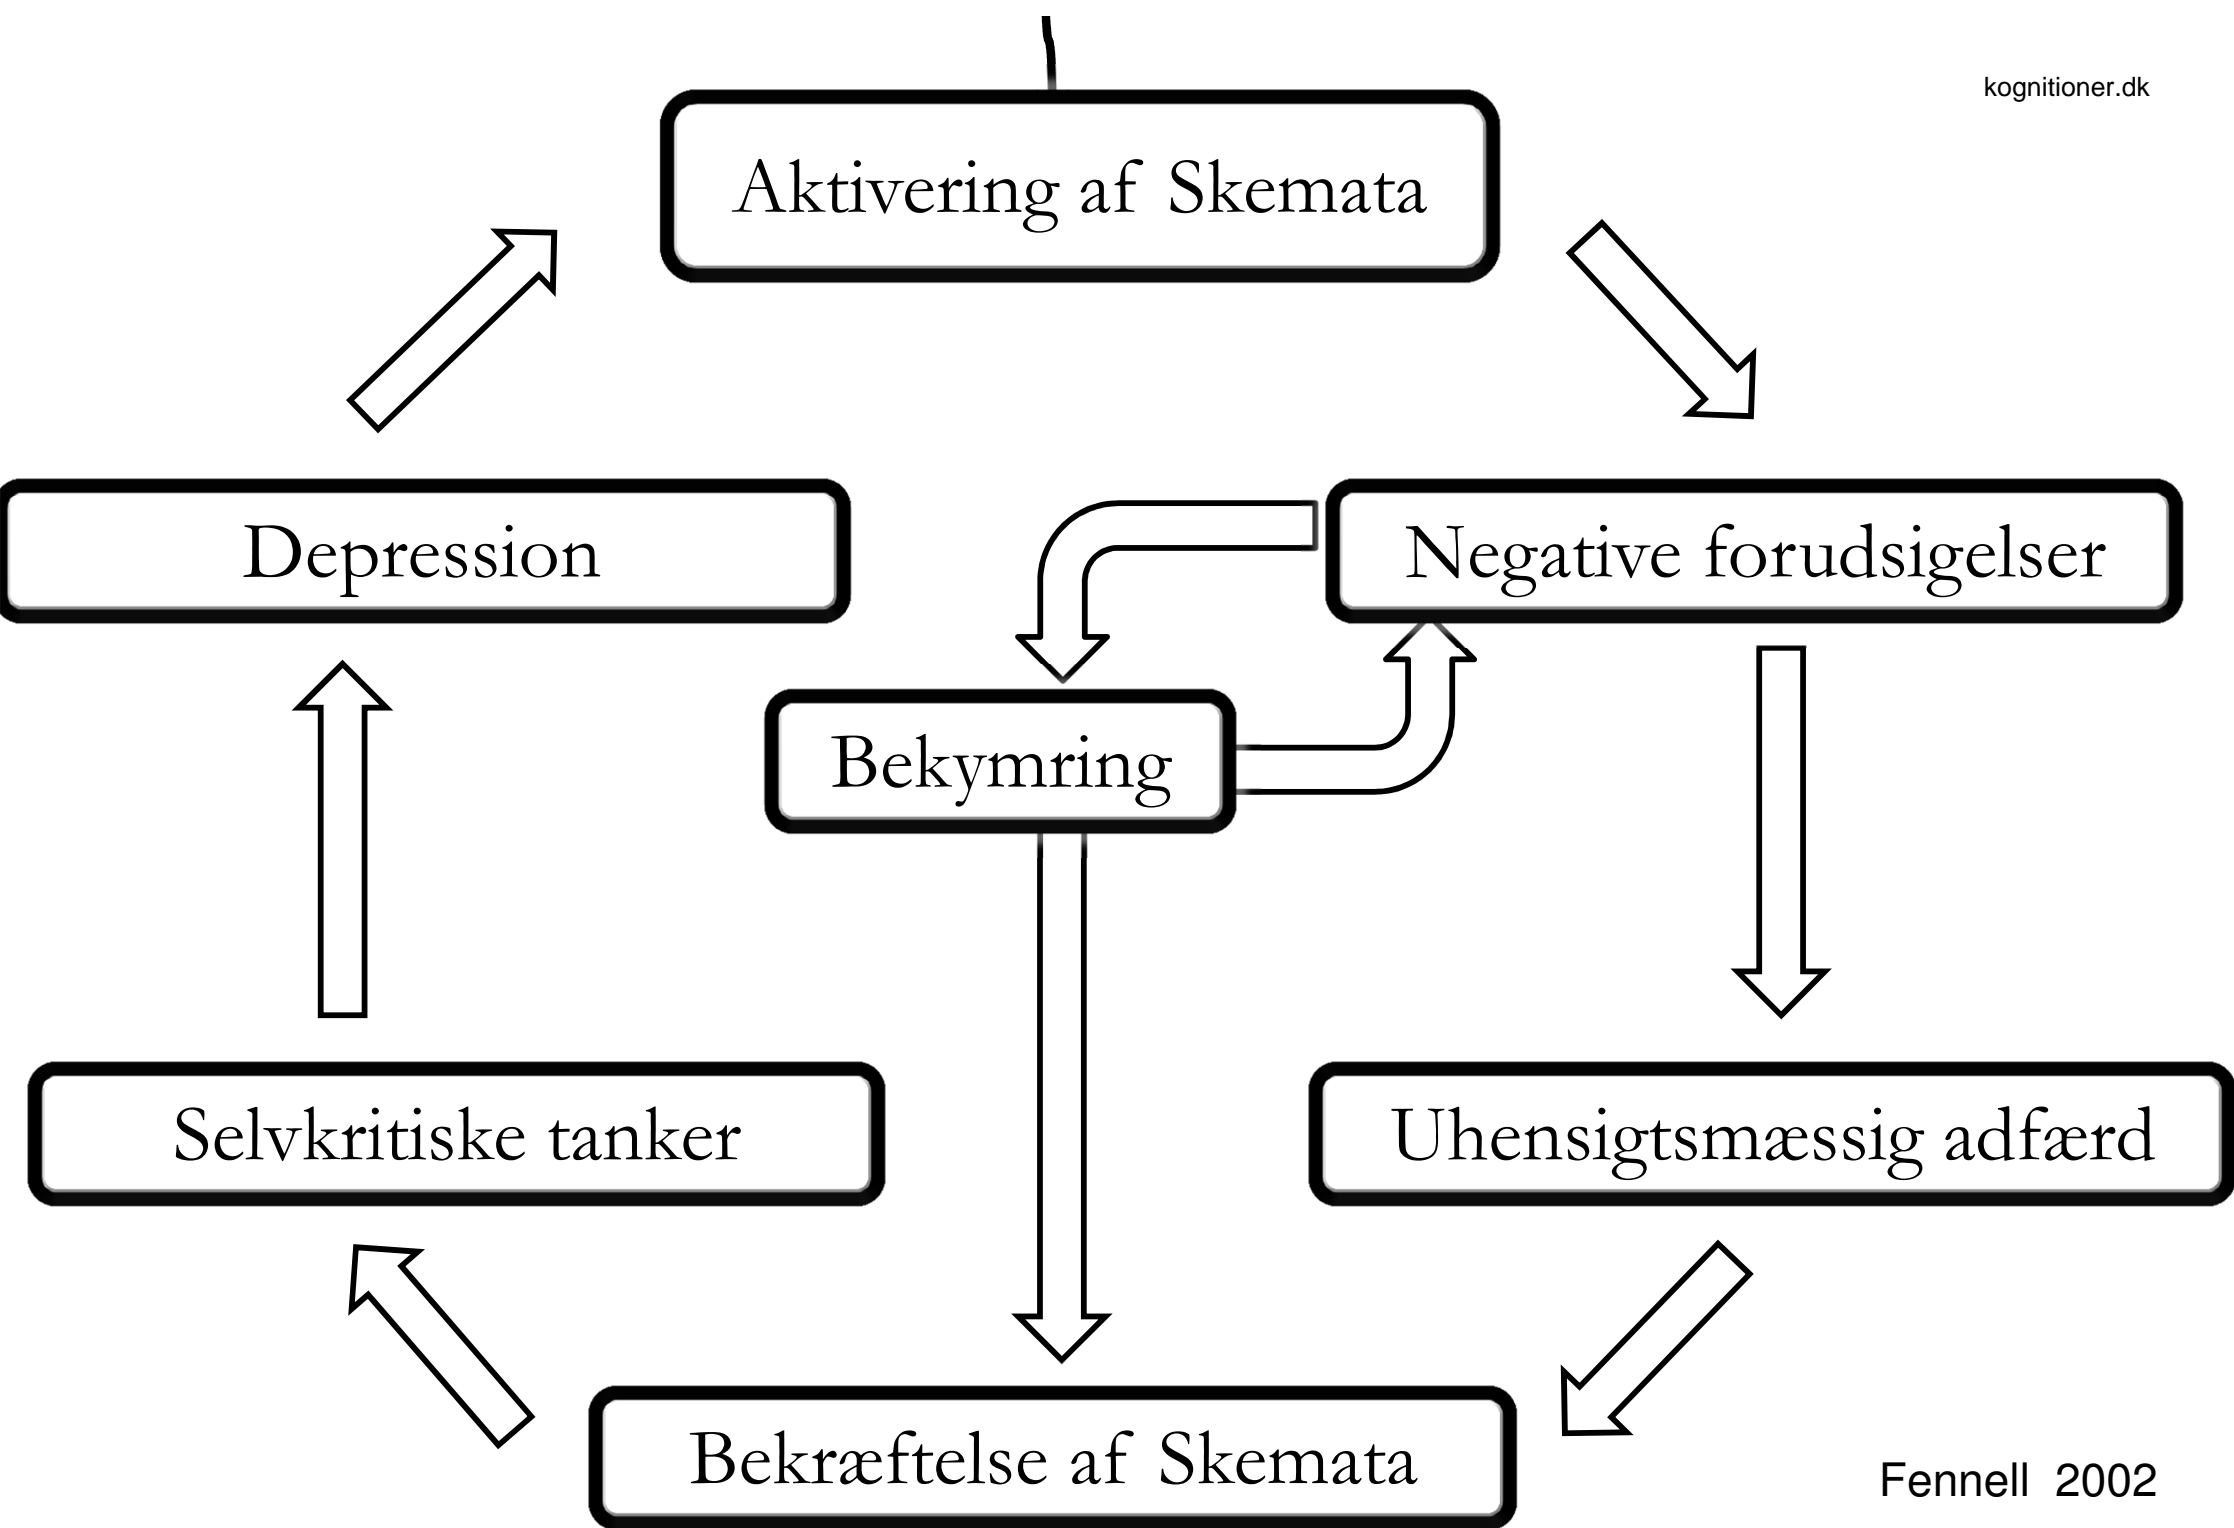 kognitioner.dk
Aktivering af Skemata
Depression
Negative forudsigelser
Bekymring
Selvkritiske tanker
Uhensigtsmæssig adfærd
Bekræftelse af Skemata
Fennell 2002